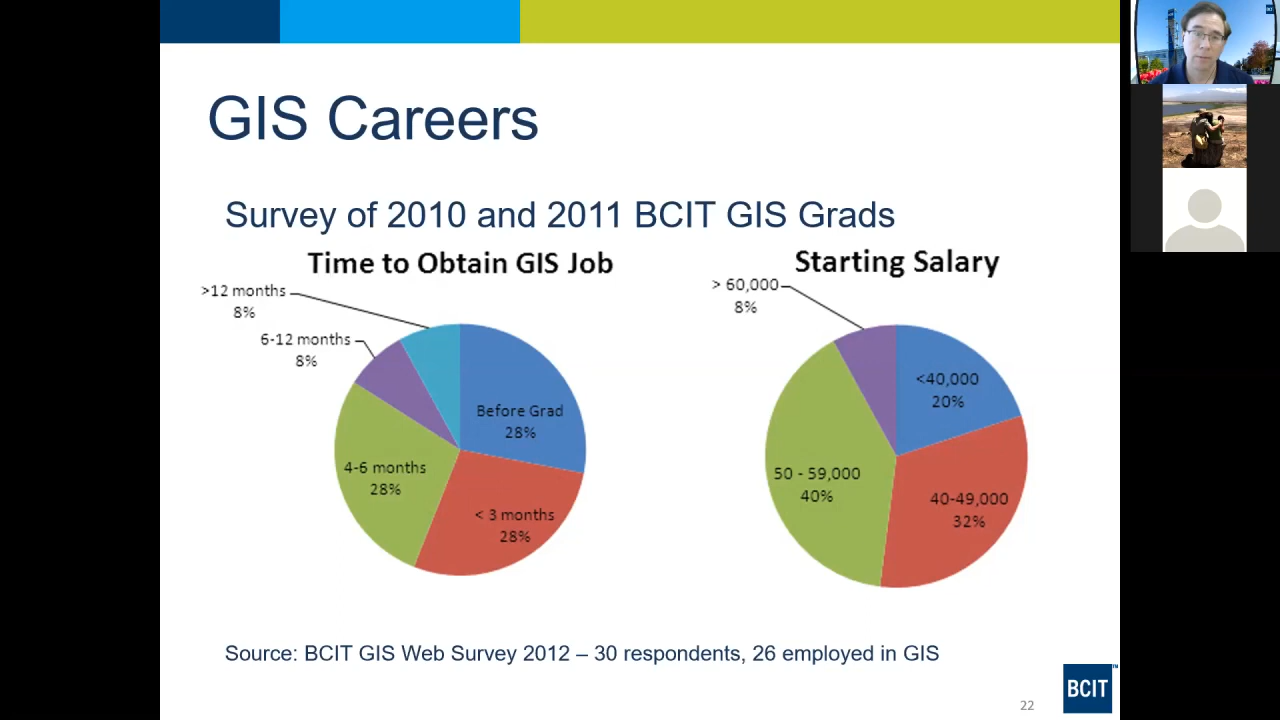 GIS Careers
Survey of 2010 and 2011 BCIT GIS Grads
Time to Obtain GIS Job
>12 months
8%
6-12 months
8%
Before Grad
28%
4-6 months
28%
< 3 months
28%
Starting Salary
> 60,000
8%
<40,000
20%
50 - 59,000
40%
40-49,000
32%
Source: BCIT GIS Web Survey 2012 – 30 respondents, 26 employed in GIS
22
BCIT™
BCIT